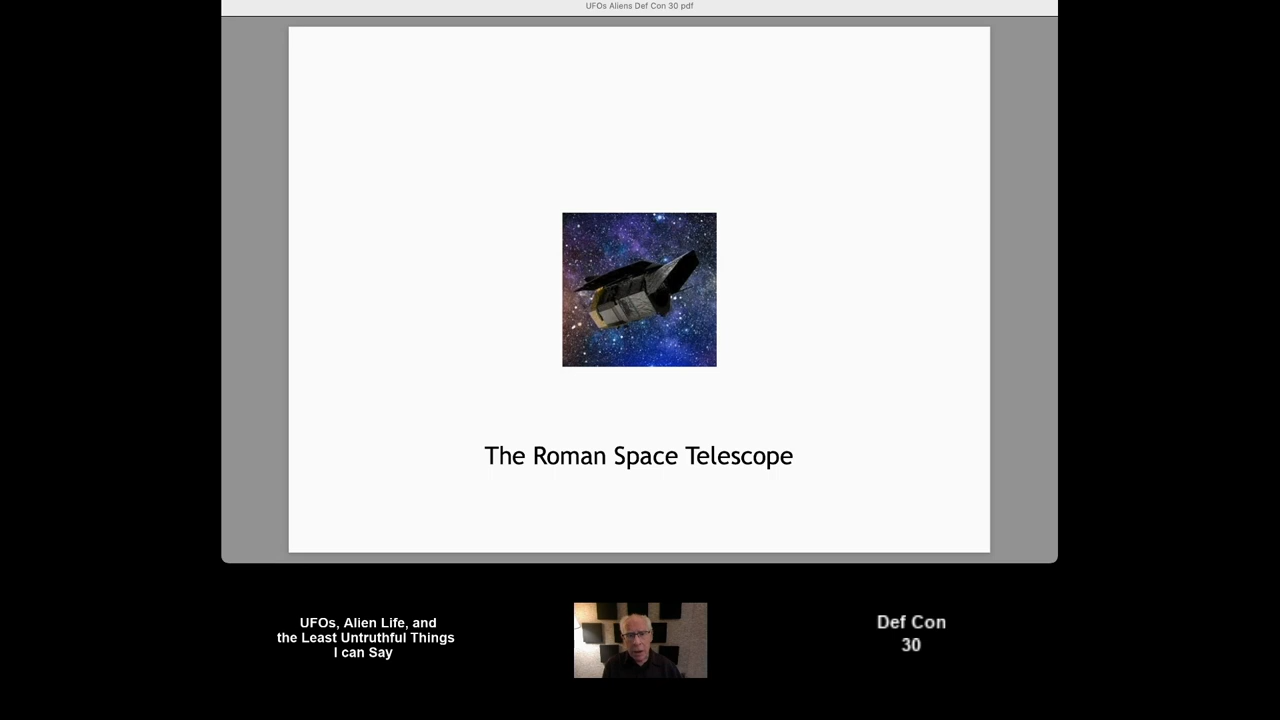 UFOs Aliens Def Con 30 pdf
The Roman Space Telescope
UFOs, Alien Life, and
the Least Untruthful Things
I can Say
Def Con
30